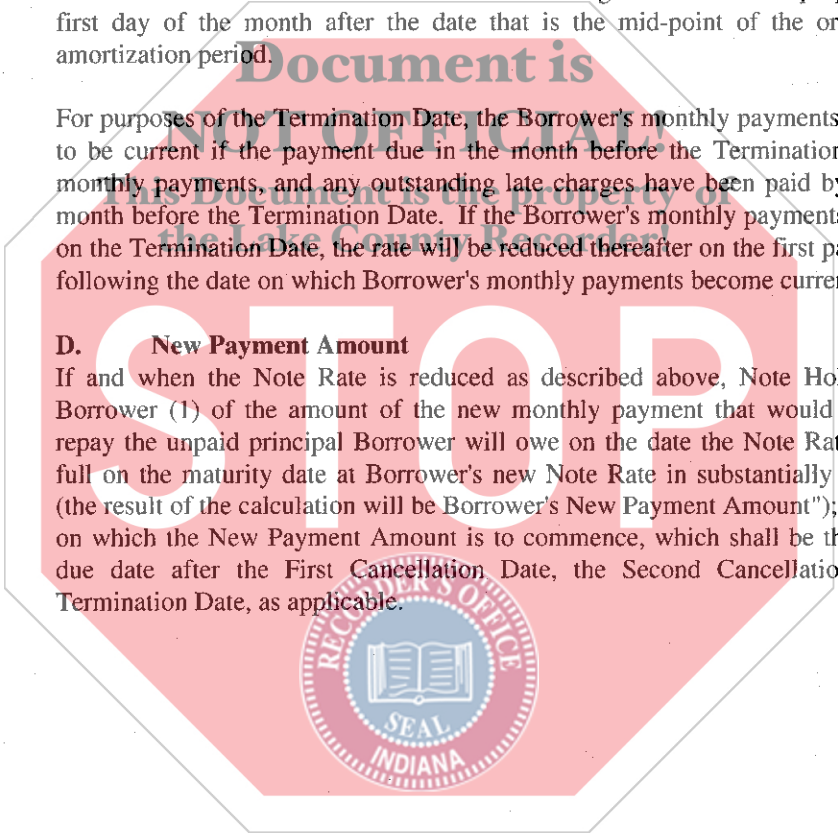 first day of the month after the date that is the mid-point of the or
amortization period.
Document is
NOT OFFICIAL!
This Document is the property of
the Lake County Recorder!
For purposes of the Termination Date, the Borrower's monthly payments
to be current if the payment due in the month before the Termination
monthly payments, and any outstanding late charges have been paid by
month before the Termination Date. If the Borrower's monthly payments
on the Termination Date, the rate will be reduced thereafter on the first pa
following the date on which Borrower's monthly payments become curren
STOP
D. New Payment Amount
If and when the Note Rate is reduced as described above, Note Hol
Borrower (1) of the amount of the new monthly payment that would
repay the unpaid principal Borrower will owe on the date the Note Rat
full on the maturity date at Borrower's new Note Rate in substantially
(the result of the calculation will be Borrower's New Payment Amount");
on which the New Payment Amount is to commence, which shall be th
due date after the First Cancellation Date, the Second Cancellatio
Termination Date, as applicable.
RECORDER'S OFFICE
SEAL
INDIANA